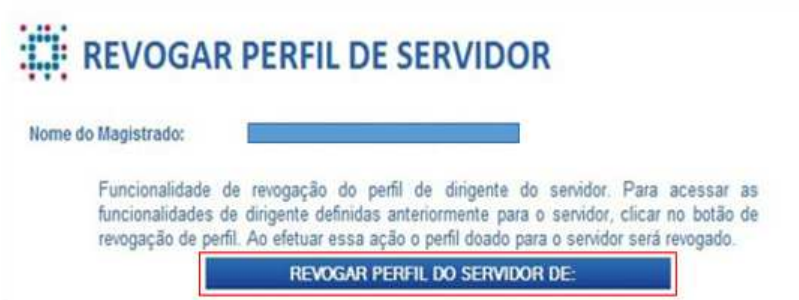 REVOGAR PERFIL DE SERVIDOR
Nome do Magistrado:
Funcionalidade de revogação do perfil de dirigente do servidor. Para acessar as
funcionalidades de dirigente definidas anteriormente para o servidor, clicar no botão de
revogação de perfil. Ao efetuar essa ação o perfil doado para o servidor será revogado.
REVOGAR PERFIL DO SERVIDOR DE: